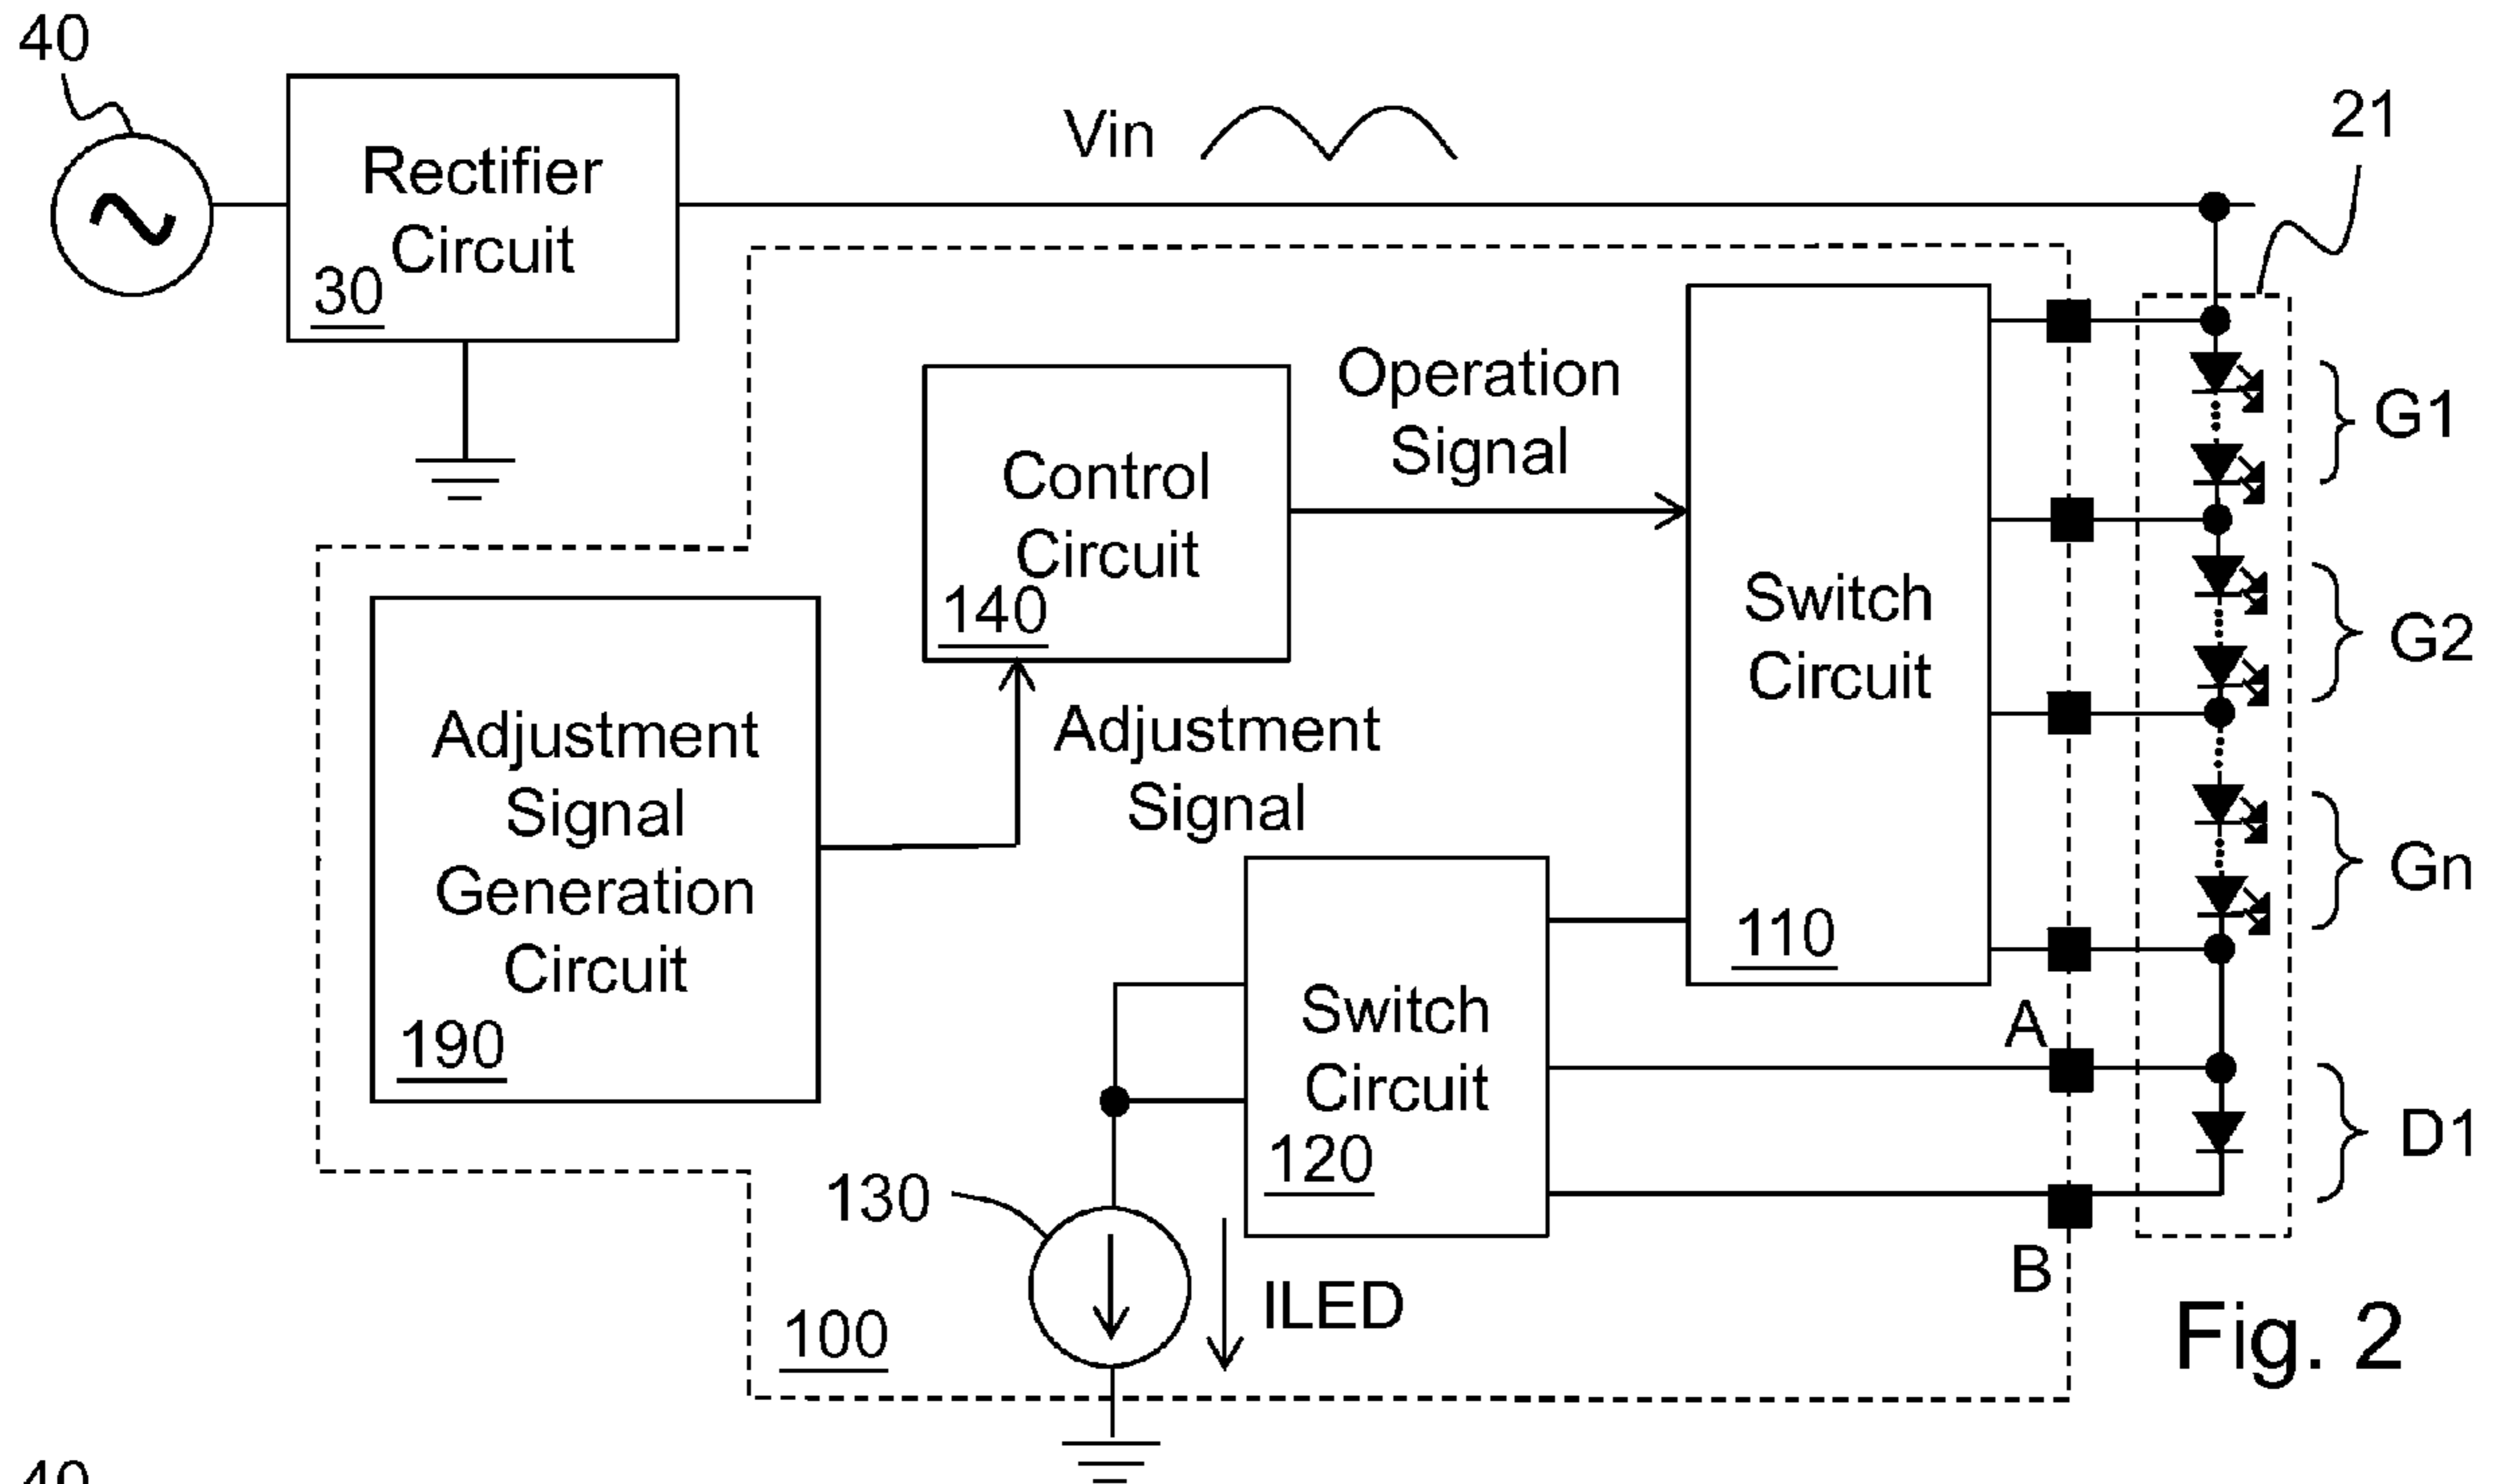 40
Rectifier
Circuit
30
Vin
21
Control
Circuit
140
Operation
Signal
Switch
Circuit
110
G1
G2
Gn
D1
Adjustment
Signal
Generation
Circuit
190
Adjustment
Signal
Switch
Circuit
120
A
B
130
ILED
100
Fig. 2
40